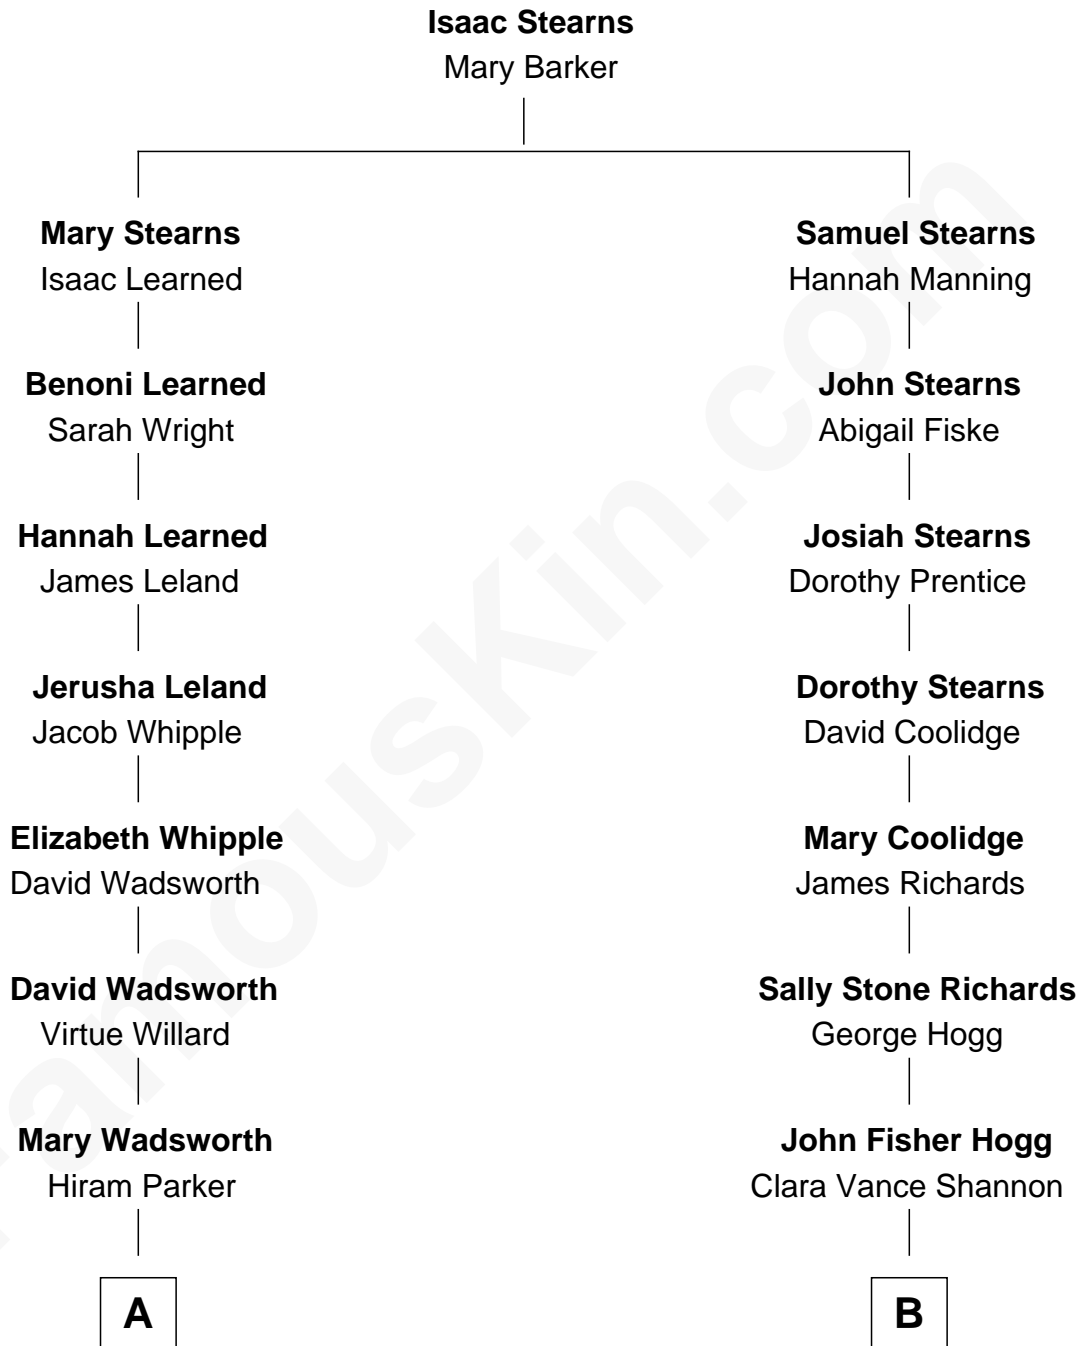 Isaac Stearns
Mary Barker
Mary Stearns
Isaac Learned
Benoni Learned
Sarah Wright
Hannah Learned
James Leland
Jerusha Leland
Jacob Whipple
Elizabeth Whipple
David Wadsworth
David Wadsworth
Virtue Willard
Mary Wadsworth
Hiram Parker
A
Samuel Stearns
Hannah Manning
John Stearns
Abigail Fiske
Josiah Stearns
Dorothy Prentice
Dorothy Stearns
David Coolidge
Mary Coolidge
James Richards
Sally Stone Richards
George Hogg
John Fisher Hogg
Clara Vance Shannon
B
FamousKin.com